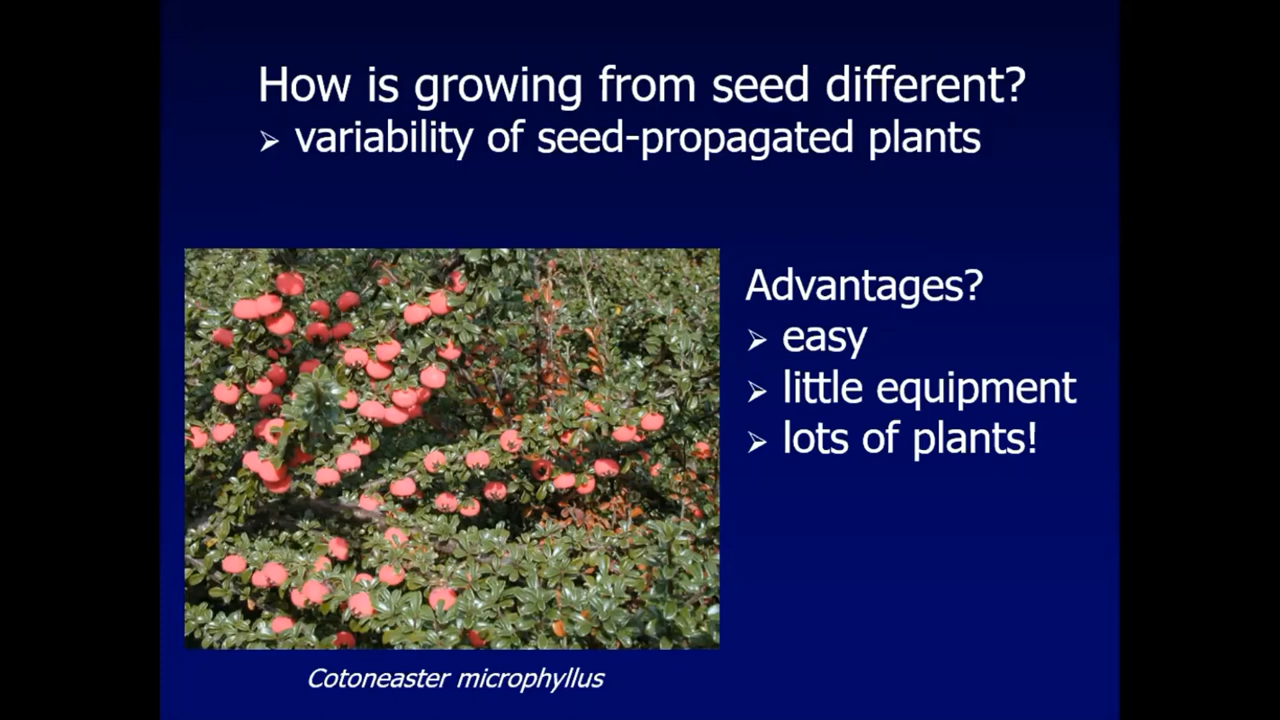 How is growing from seed different?
➢ variability of seed-propagated plants
Advantages?
➢ easy
➢ little equipment
➢ lots of plants!
Cotoneaster microphyllus